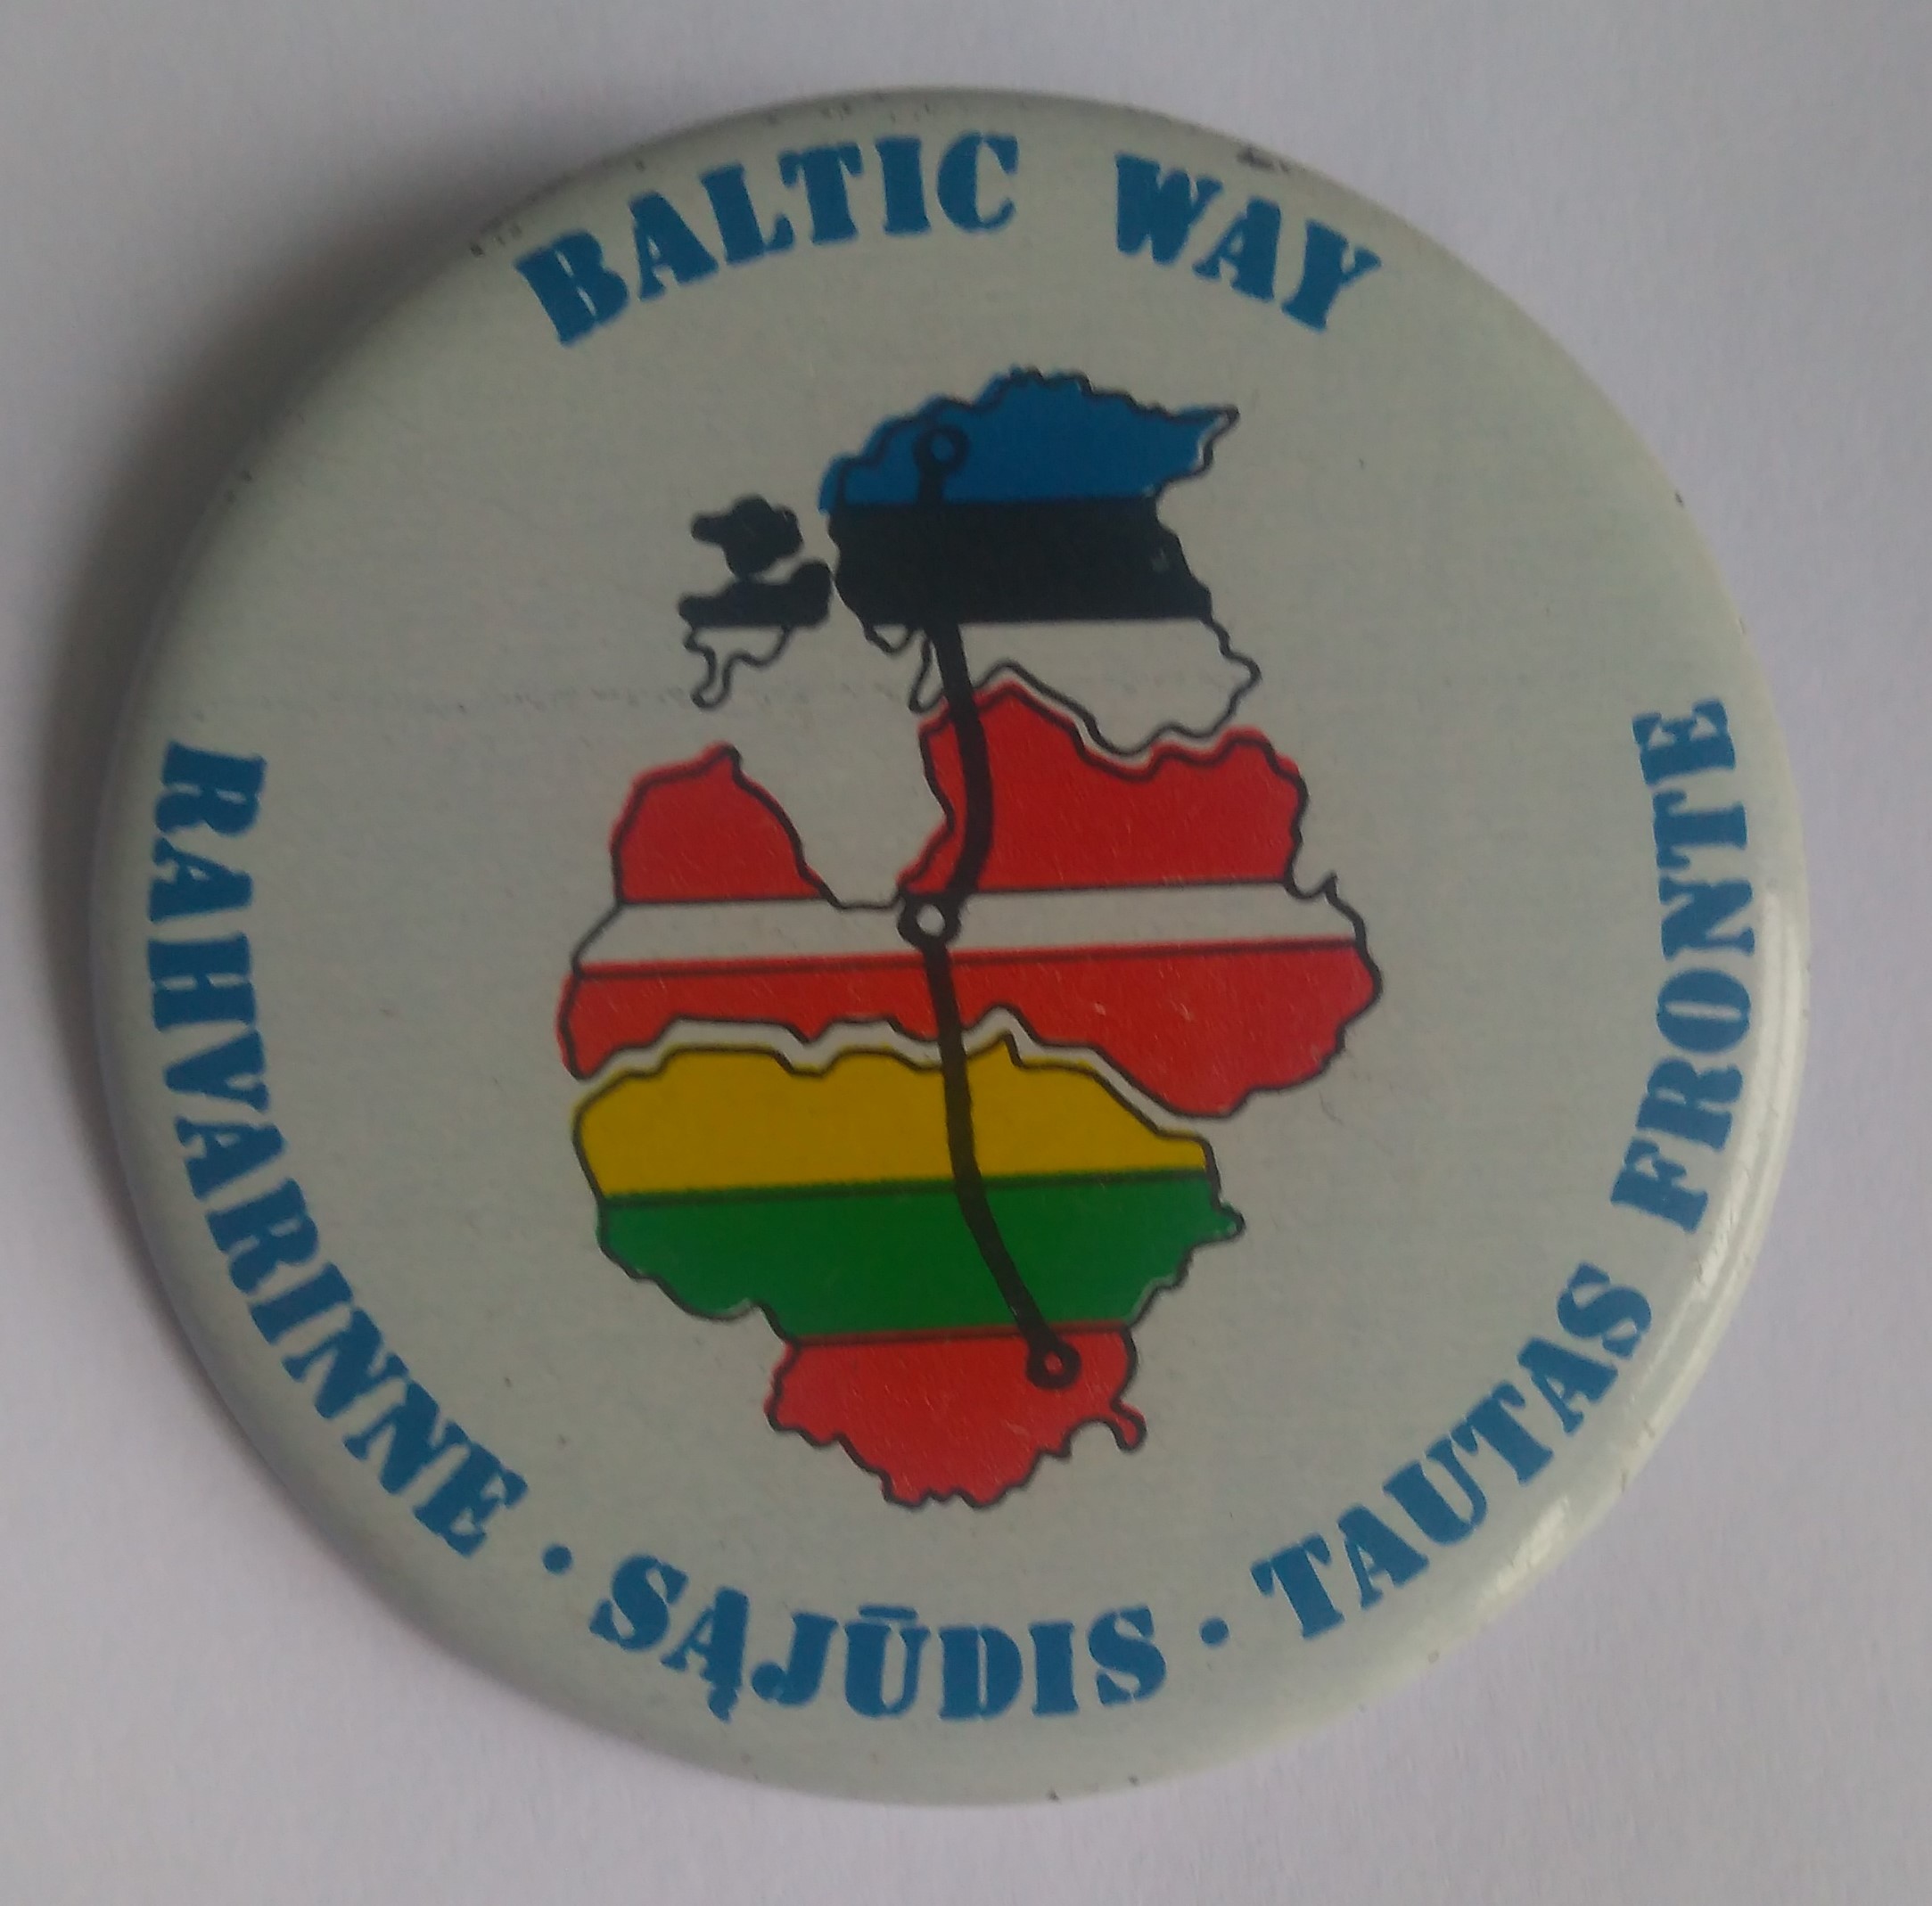 BALTIC WAY
RAHVARINNE · SĄJŪDIS · TAUTAS FRONTE